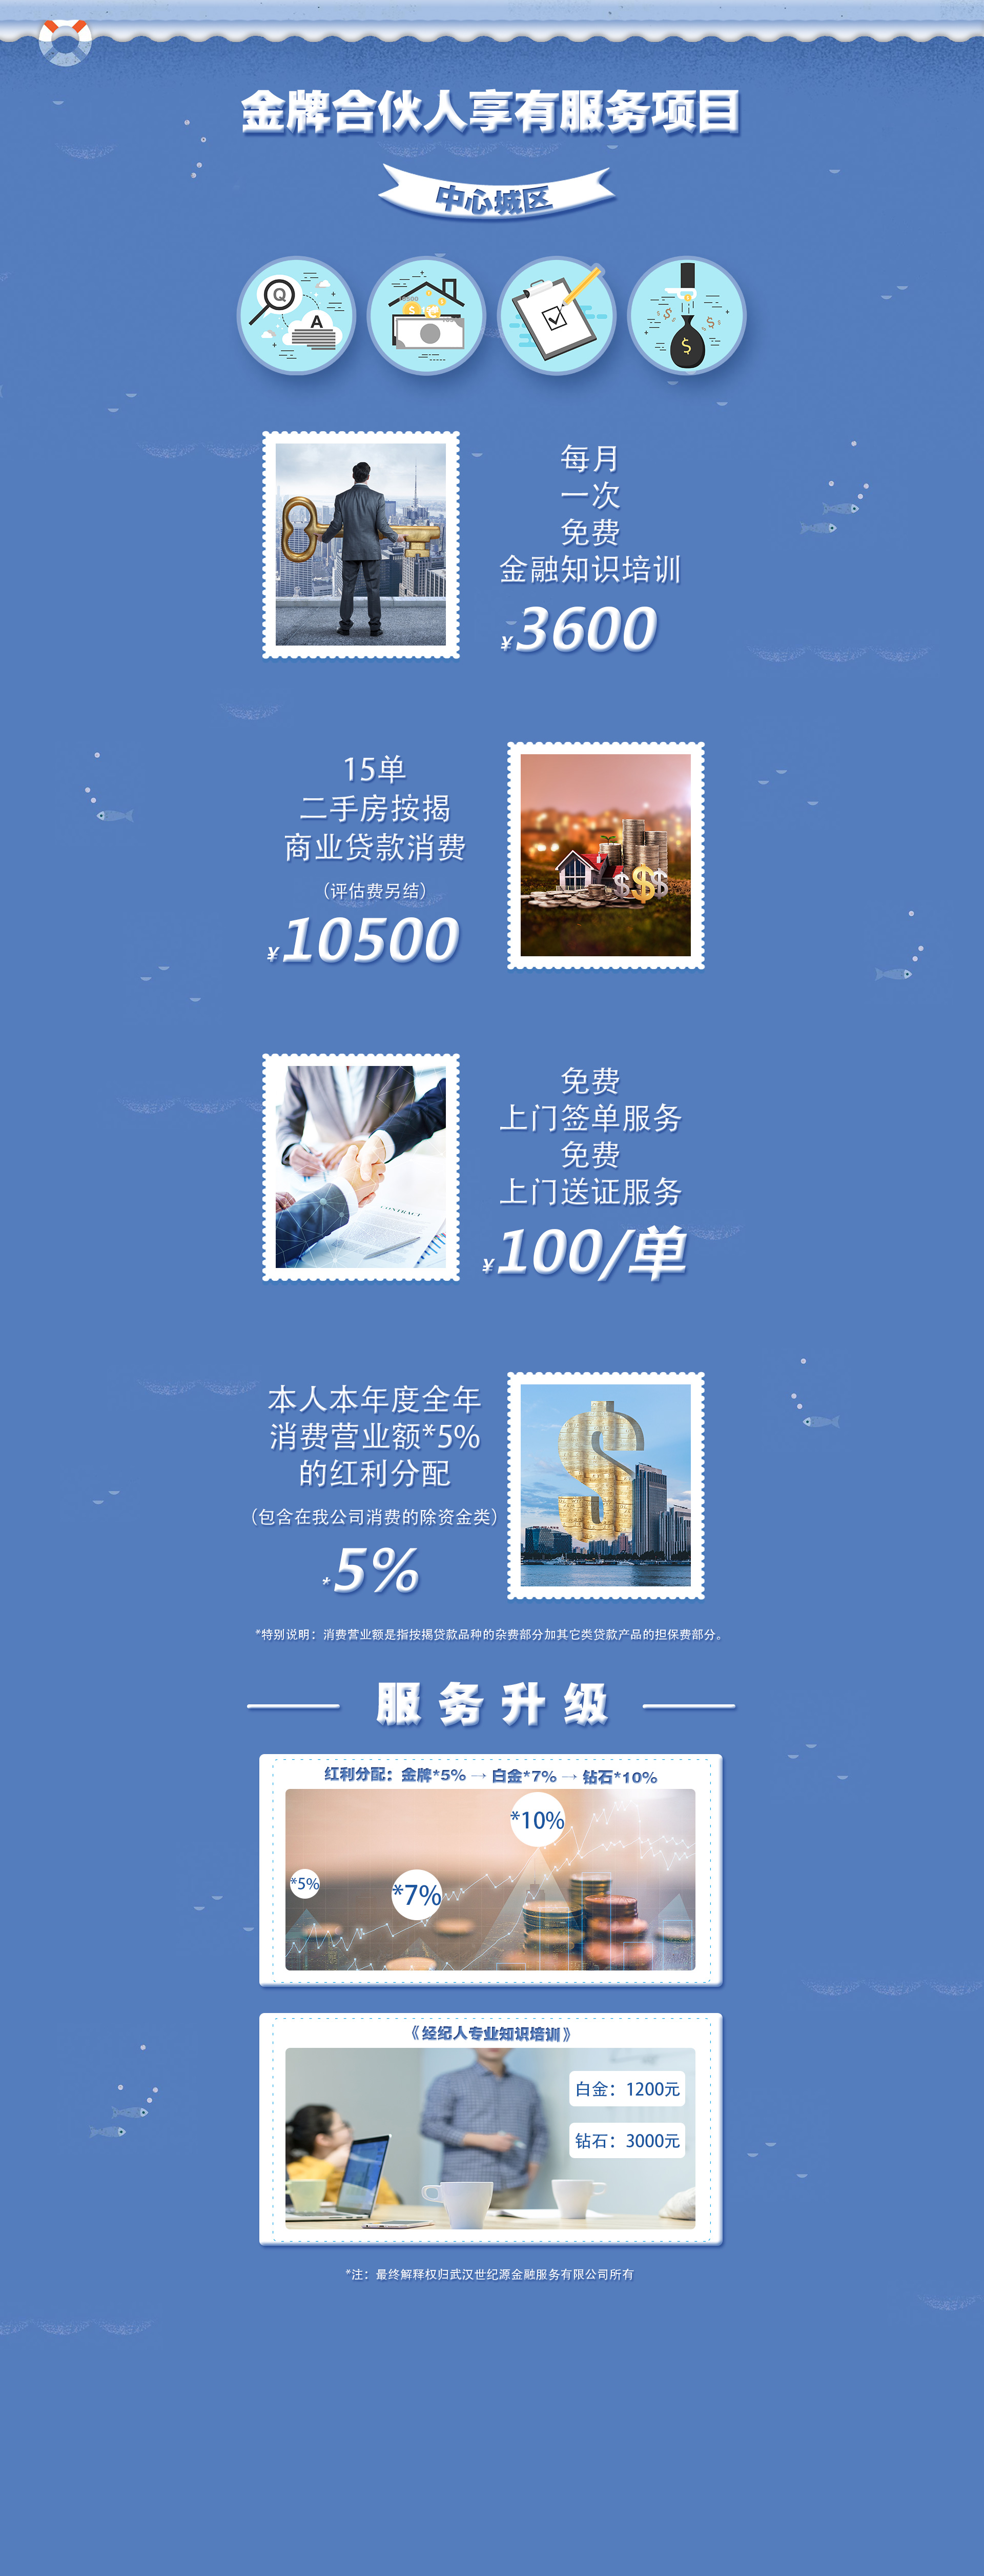 金牌合伙人享有服务项目
中心城区
Q
A
每月
一次
免费
金融知识培训
¥3600
15单
二手房按揭
商业贷款消费
（评估费另结）
¥10500
免费
上门签单服务
免费
上门送证服务
¥100/单
CONTRACT
本人本年度全年
消费营业额*5%
的红利分配
（包含在我公司消费的除资金类）
*5%
*特别说明：消费营业额是指按揭贷款品种的杂费部分加其它类贷款产品的担保费部分。
服务升级
红利分配：金牌*5% → 白金*7% → 钻石*10%
*10%
*5%
*7%
《经纪人专业知识培训》
白金：1200元
钻石：3000元
*注：最终解释权归武汉世纪源金融服务有限公司所有